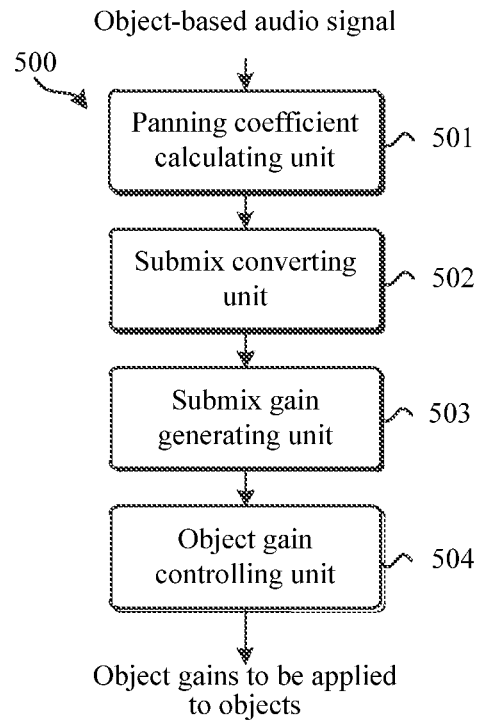 Object-based audio signal
500
Panning coefficient
calculating unit
501
Submix converting
unit
502
Submix gain
generating unit
503
Object gain
controlling unit
504
Object gains to be applied
to objects